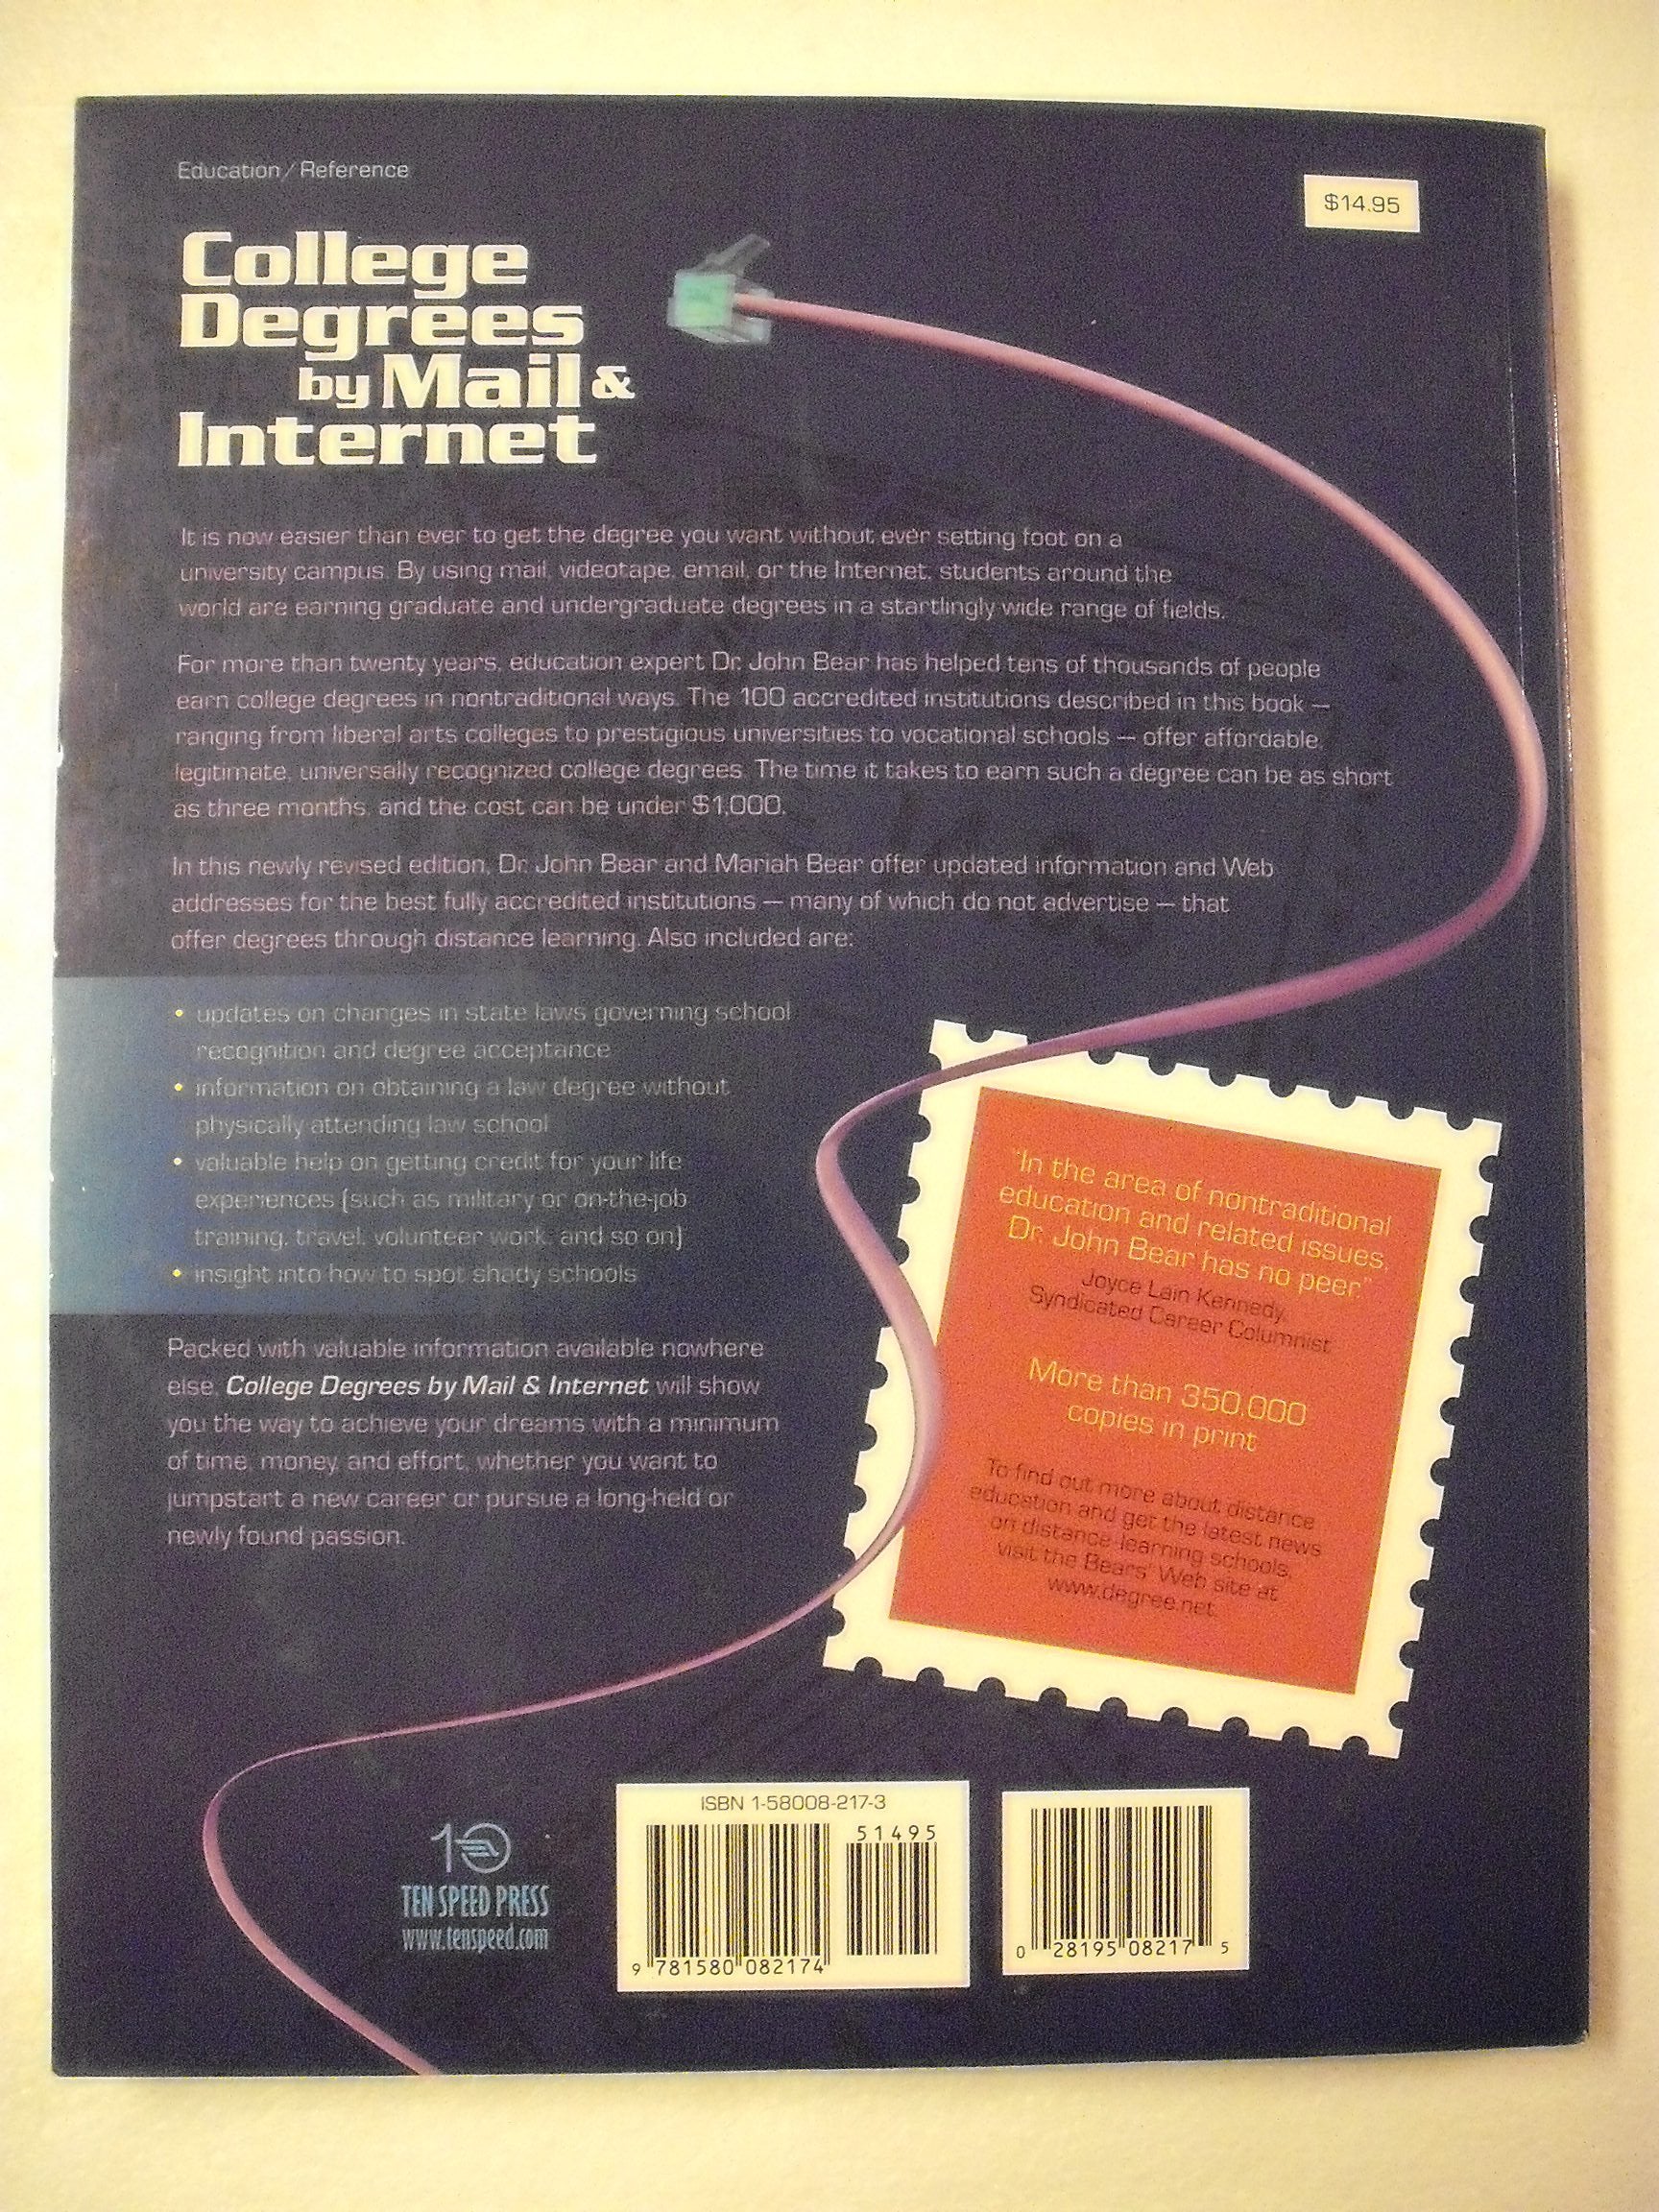 Education / Reference
$14.95
College
Degrees
by Mail &
Internet
It is now easier than ever to get the degree you want without ever setting foot on a
university campus. By using mail, videotape, email, or the Internet, students around the
world are earning graduate and undergraduate degrees in a startlingly wide range of fields.
For more than twenty years, education expert Dr. John Bear has helped tens of thousands of people
earn college degrees in nontraditional ways. The 100 accredited institutions described in this book —
ranging from liberal arts colleges to prestigious universities to vocational schools — offer affordable,
legitimate, universally recognized college degrees. The time it takes to earn such a degree can be as short
as three months, and the cost can be under $1,000.
In this newly revised edition, Dr. John Bear and Mariah Bear offer updated information and Web
addresses for the best fully accredited institutions — many of which do not advertise — that
offer degrees through distance learning. Also included are:
• updates on changes in state laws governing school
recognition and degree acceptance
• information on obtaining a law degree without
physically attending law school
• valuable help on getting credit for your life
experiences (such as military or on-the-job
training, travel, volunteer work, and so on)
• insight into how to spot shady schools
Packed with valuable information available nowhere
else, College Degrees by Mail & Internet will show
you the way to achieve your dreams with a minimum
of time, money, and effort, whether you want to
jumpstart a new career or pursue a long-held or
newly found passion.
"In the area of nontraditional
education and related issues,
Dr. John Bear has no peer."
Joyce Lain Kennedy,
Syndicated Career Columnist
More than 350,000
copies in print
To find out more about distance
education and get the latest news
on distance-learning schools,
visit the Bears' Web site at
www.degree.net.
10
TEN SPEED PRESS
www.tenspeed.com
ISBN 1-58008-217-3
51495
9 781580 082174
0 28195 08217 5